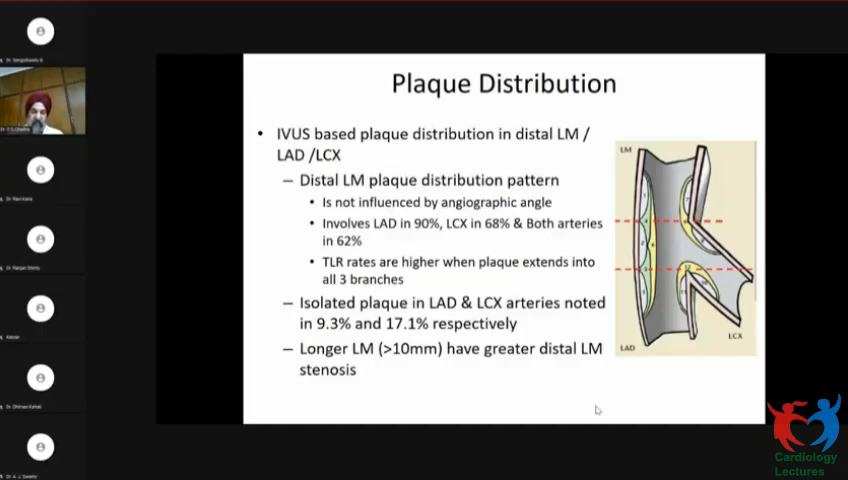 Plaque Distribution
• IVUS based plaque distribution in distal LM /
LAD /LCX
– Distal LM plaque distribution pattern
• Is not influenced by angiographic angle
• Involves LAD in 90%, LCX in 68% & Both arteries
in 62%
• TLR rates are higher when plaque extends into
all 3 branches
– Isolated plaque in LAD & LCX arteries noted
in 9.3% and 17.1% respectively
– Longer LM (>10mm) have greater distal LM
stenosis
LM
LAD
LCX
Dr. Ravi Kana
Cardiology
Lectures